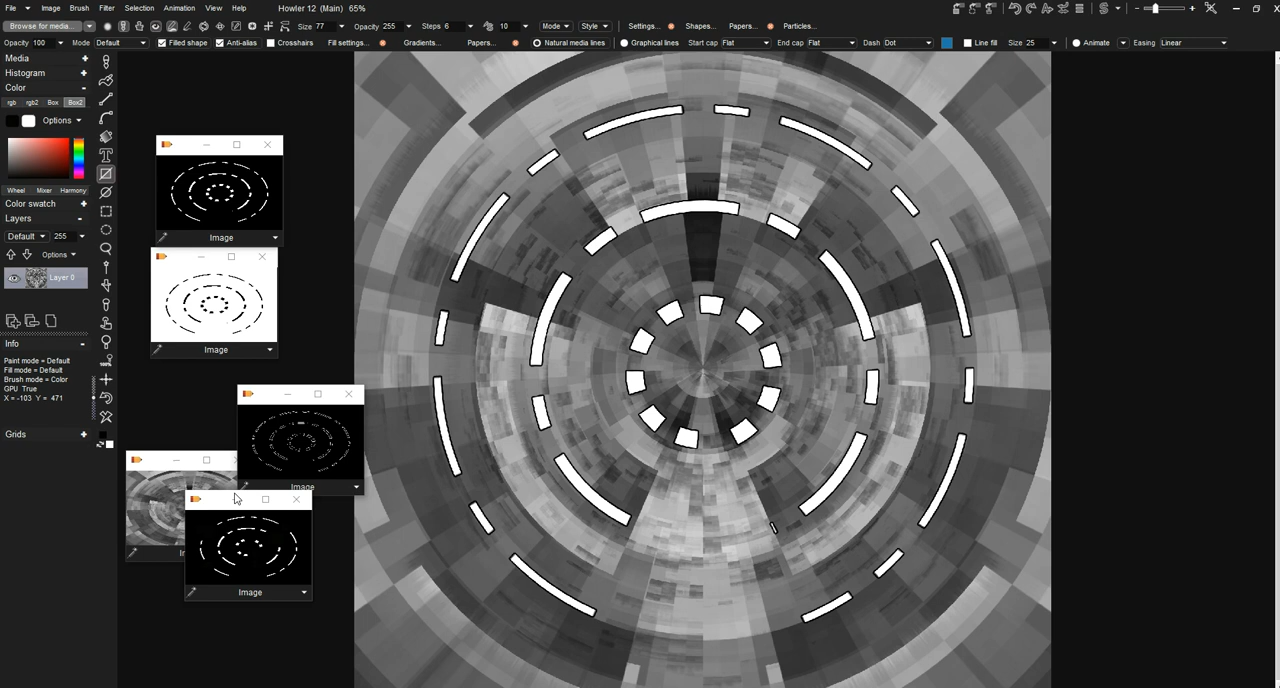 File Image Brush Filters Selection Animation View Help Howler 12 (Main) 65%
Browse for media... Size 77 Opacity 255 Steps 6 10 Mode Style Settings... Shapes... Papers... Particles...
Opacity 100 Mode Default Filled shape Anti-alias Crosshairs Fill settings... Gradients... Papers... Natural media lines Graphical lines Start cap Flat End cap Flat Dash Dot Line fill Size 25 Animate Easing Linear
Media +
Histogram +
Color -
rgb rgb2 Box Box2
Options
Wheel Mixer Harmony
Color swatch +
Layers -
Default 255
Options
Layer 0
Info -
Paint mode = Default
Fill mode = Default
Brush mode = Color
GPU True
X = -103 Y = 471
Grids +
100%
Image
Image
Image
Image